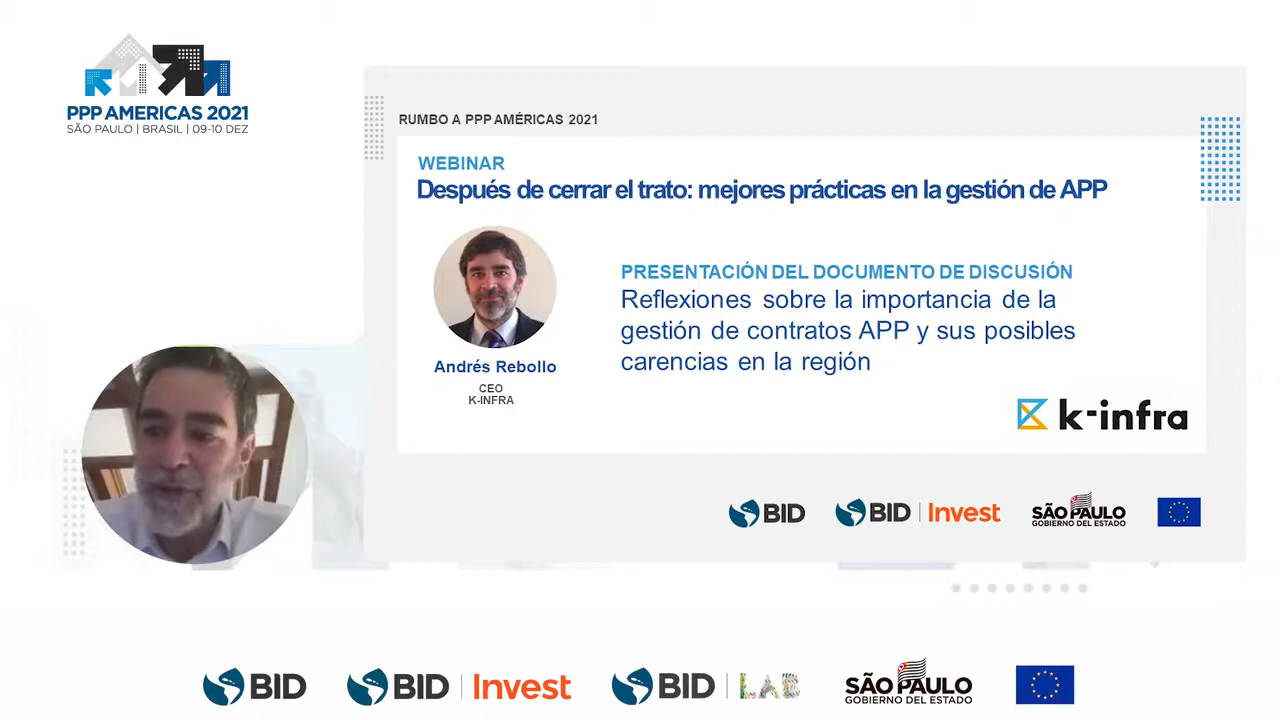 PPP AMERICAS 2021
SÃO PAULO | BRASIL | 09-10 DEZ
RUMBO A PPP AMÉRICAS 2021
WEBINAR
Después de cerrar el trato: mejores prácticas en la gestión de APP
PRESENTACIÓN DEL DOCUMENTO DE DISCUSIÓN
Reflexiones sobre la importancia de la
gestión de contratos APP y sus posibles
carencias en la región
Andrés Rebollo
CEO
K-INFRA
k-infra
BID
BID | Invest
SÃO PAULO
GOBIERNO DEL ESTADO
BID
BID | Invest
BID | LAB
SÃO PAULO
GOBIERNO DEL ESTADO